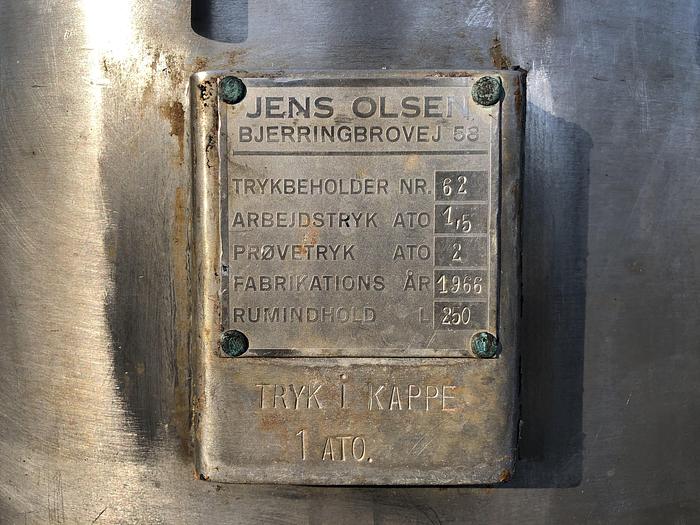 JENS OLSEN
BJERRINGBROVEJ 53
TRYKBEHOLDER NR. 62
ARBEJDSTRYK ATO 1,5
PRØVETRYK ATO 2
FABRIKATIONS ÅR 1966
RUMINDHOLD L 250
TRYK I KAPPE
1 ATO.